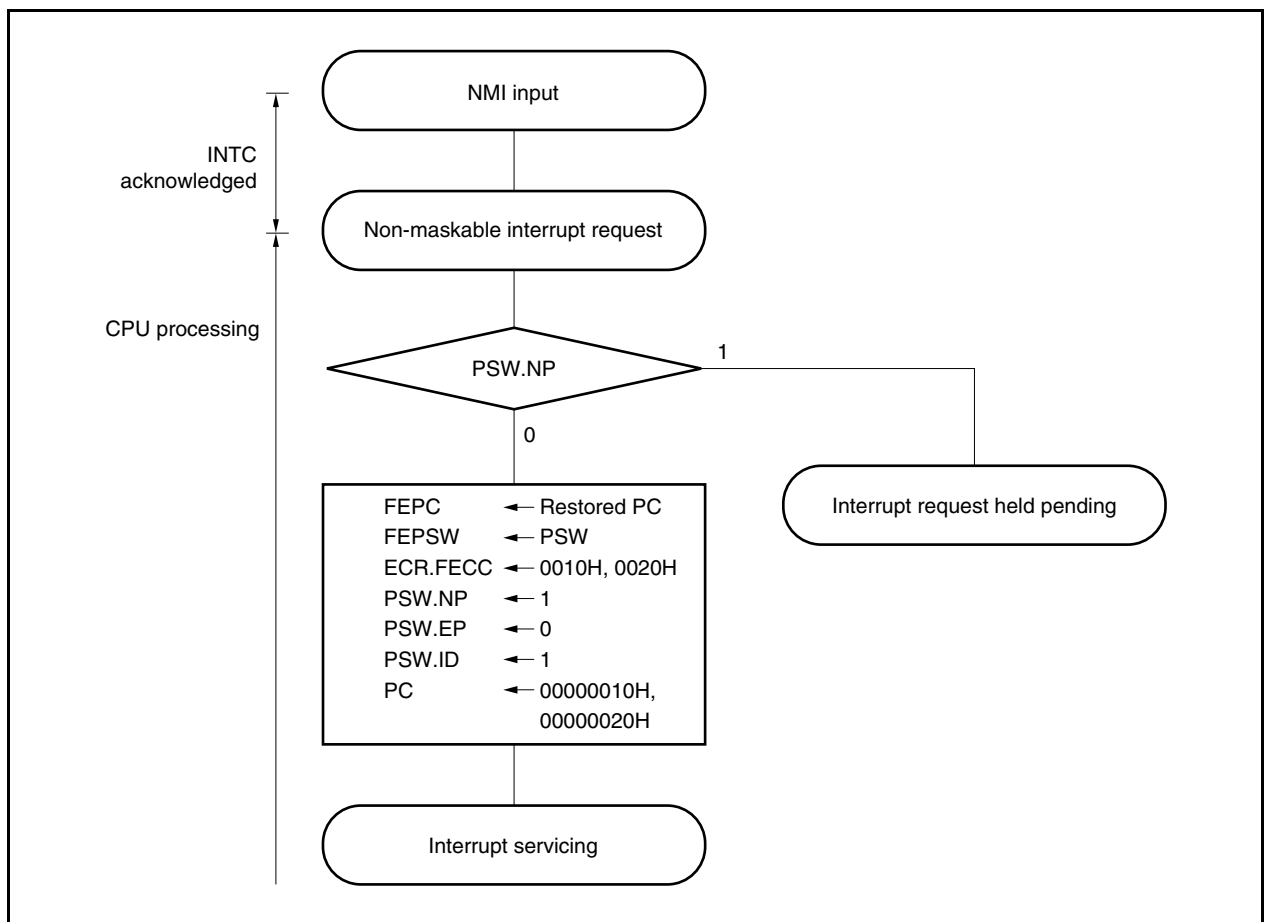 NMI input
INTC
acknowledged
Non-maskable interrupt request
CPU processing
PSW.NP
1
0
FEPC ← Restored PC
FEPSW ← PSW
ECR.FECC ← 0010H, 0020H
PSW.NP ← 1
PSW.EP ← 0
PSW.ID ← 1
PC ← 00000010H,
00000020H
Interrupt request held pending
Interrupt servicing